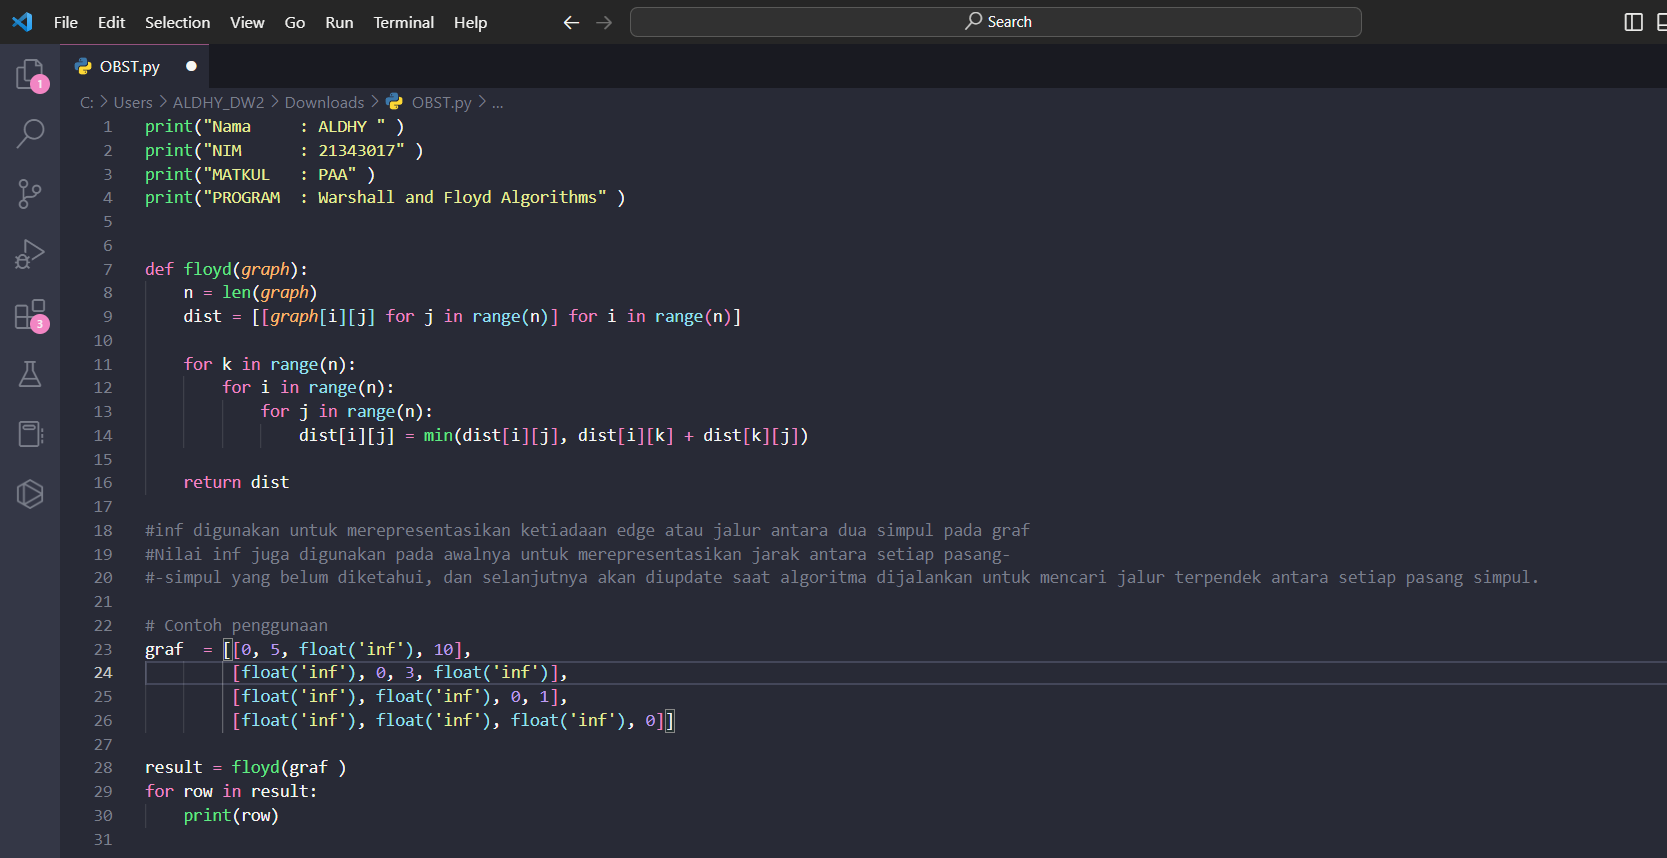 File Edit Selection View Go Run Terminal Help Search
OBST.py
1
3
C: > Users > ALDHY_DW2 > Downloads > OBST.py > ...
1 print("Nama     : ALDHY " )
2 print("NIM      : 21343017" )
3 print("MATKUL   : PAA" )
4 print("PROGRAM  : Warshall and Floyd Algorithms" )
5
6
7 def floyd(graph):
8     n = len(graph)
9     dist = [[graph[i][j] for j in range(n)] for i in range(n)]
10
11     for k in range(n):
12         for i in range(n):
13             for j in range(n):
14                 dist[i][j] = min(dist[i][j], dist[i][k] + dist[k][j])
15
16     return dist
17
18 #inf digunakan untuk merepresentasikan ketiadaan edge atau jalur antara dua simpul pada graf
19 #Nilai inf juga digunakan pada awalnya untuk merepresentasikan jarak antara setiap pasang-
20 #-simpul yang belum diketahui, dan selanjutnya akan diupdate saat algoritma dijalankan untuk mencari jalur terpendek antara setiap pasang simpul.
21
22 # Contoh penggunaan
23 graf  = [[0, 5, float('inf'), 10],
24          [float('inf'), 0, 3, float('inf')],
25          [float('inf'), float('inf'), 0, 1],
26          [float('inf'), float('inf'), float('inf'), 0]]
27
28 result = floyd(graf )
29 for row in result:
30     print(row)
31